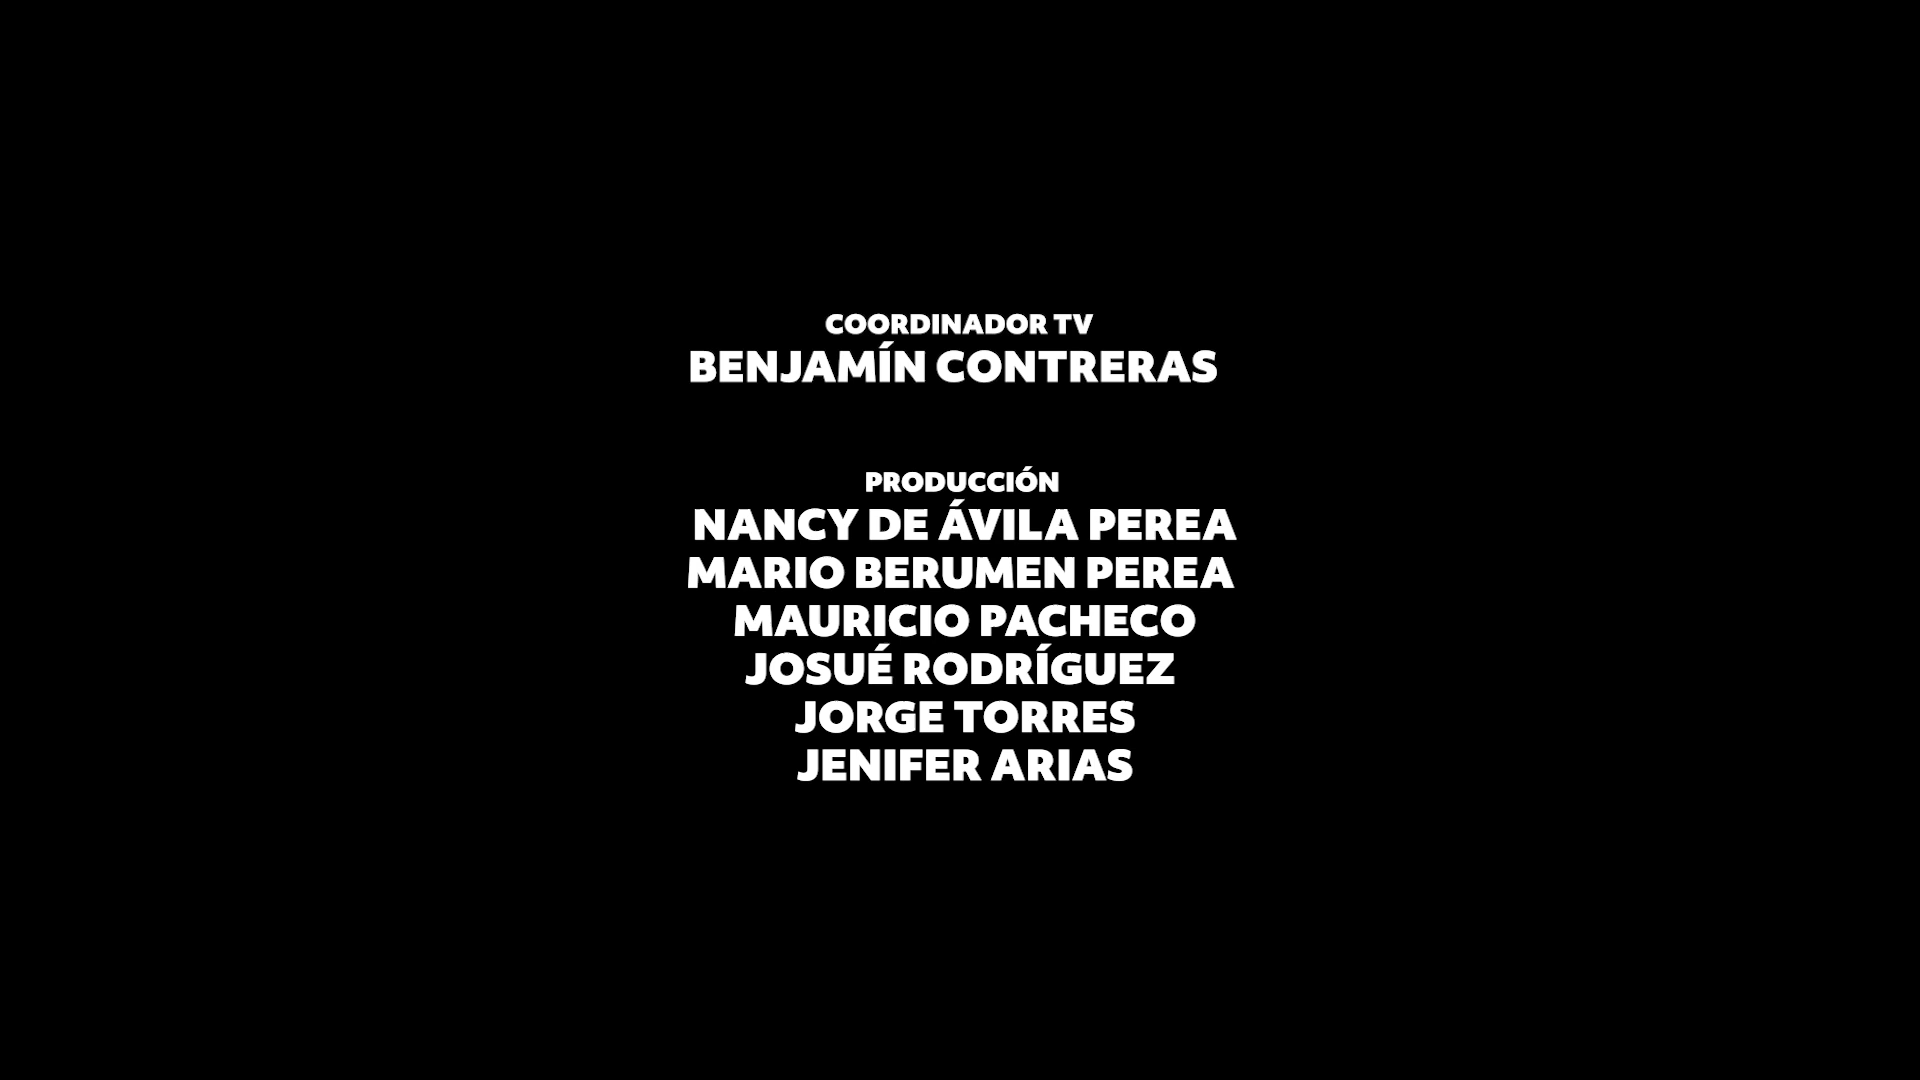 COORDINADOR TV
BENJAMÍN CONTRERAS
PRODUCCIÓN
NANCY DE ÁVILA PEREA
MARIO BERUMEN PEREA
MAURICIO PACHECO
JOSUÉ RODRÍGUEZ
JORGE TORRES
JENIFER ARIAS